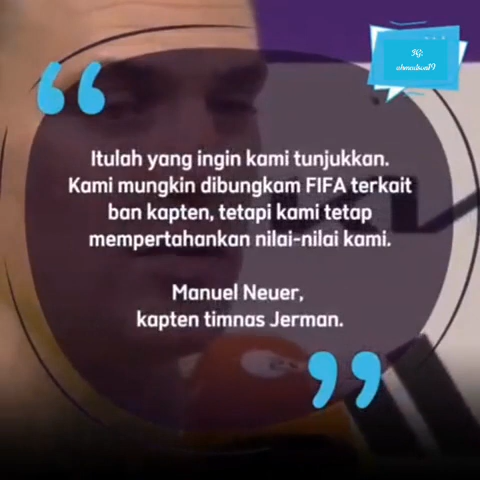 IG:
Itulah yang ingin kami tunjukkan.
Kami mungkin dibungkam FIFA terkait
ban kapten, tetapi kami tetap
mempertahankan nilai-nilai kami.
Manuel Neuer,
kapten timnas Jerman.